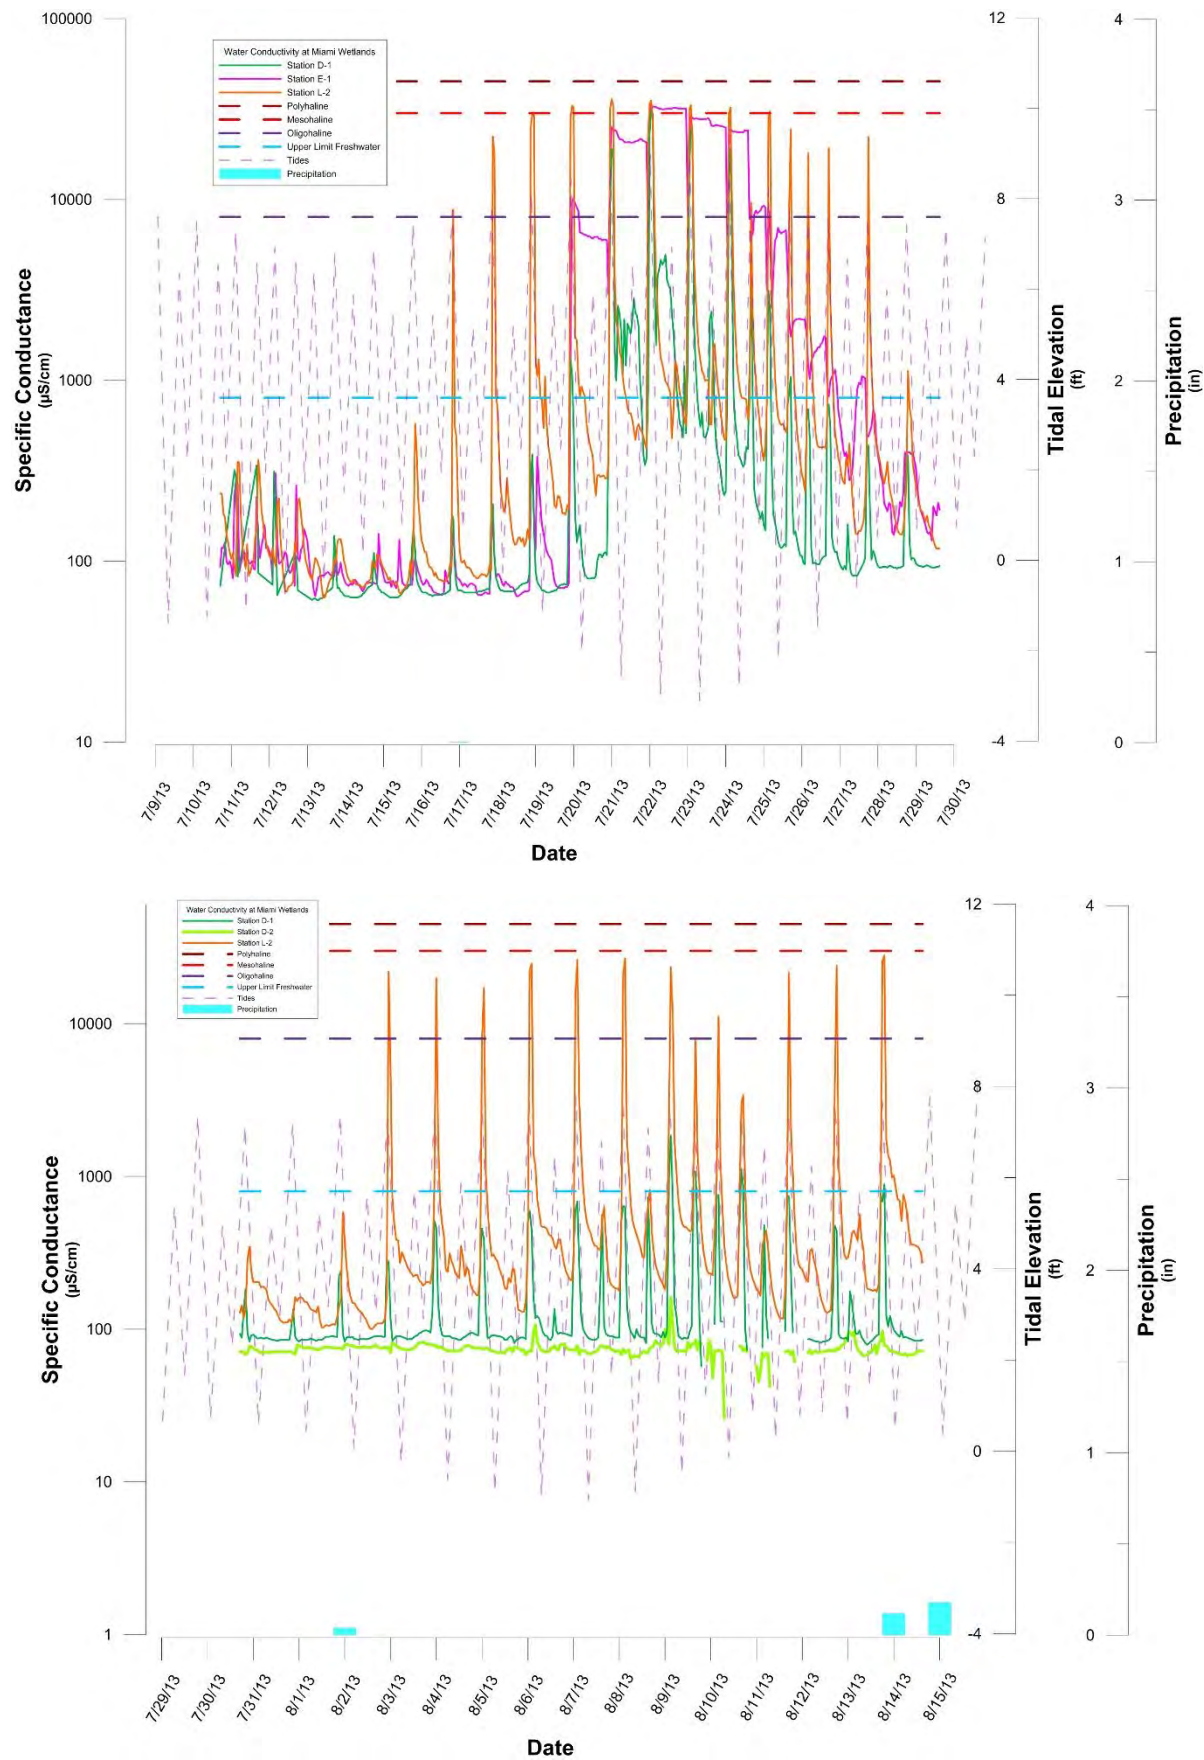 100000
10000
1000
100
10
Specific Conductance
(µS/cm)
Water Conductivity at Miami Wetlands
Station D-1
Station E-1
Station L-2
Polyhaline
Mesohaline
Oligohaline
Upper Limit Freshwater
Tides
Precipitation
12
8
4
0
-4
Tidal Elevation
(ft)
4
3
2
1
0
Precipitation
(in)
7/9/13
7/10/13
7/11/13
7/12/13
7/13/13
7/14/13
7/15/13
7/16/13
7/17/13
7/18/13
7/19/13
7/20/13
7/21/13
7/22/13
7/23/13
7/24/13
7/25/13
7/26/13
7/27/13
7/28/13
7/29/13
7/30/13
Date
10000
1000
100
10
1
Specific Conductance
(µS/cm)
Water Conductivity at Miami Wetlands
Station D-1
Station D-2
Station L-2
Polyhaline
Mesohaline
Oligohaline
Upper Limit Freshwater
Tides
Precipitation
12
8
4
0
-4
Tidal Elevation
(ft)
4
3
2
1
0
Precipitation
(in)
7/29/13
7/30/13
7/31/13
8/1/13
8/2/13
8/3/13
8/4/13
8/5/13
8/6/13
8/7/13
8/8/13
8/9/13
8/10/13
8/11/13
8/12/13
8/13/13
8/14/13
8/15/13
Date